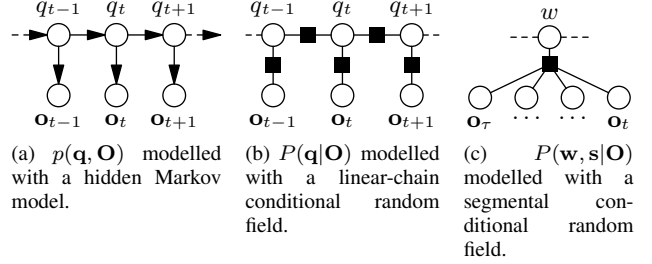 q_{t−1} q_t q_{t+1} q_{t−1} q_t q_{t+1} w
o_{t−1} o_t o_{t+1} o_{t−1} o_t o_{t+1} o_τ · · · · · · o_t
(a) p(q, O) modelled
with a hidden Markov
model.
(b) P(q|O) modelled
with a linear-chain
conditional random
field.
(c) P(w, s|O)
modelled with a
segmental con-
ditional random
field.